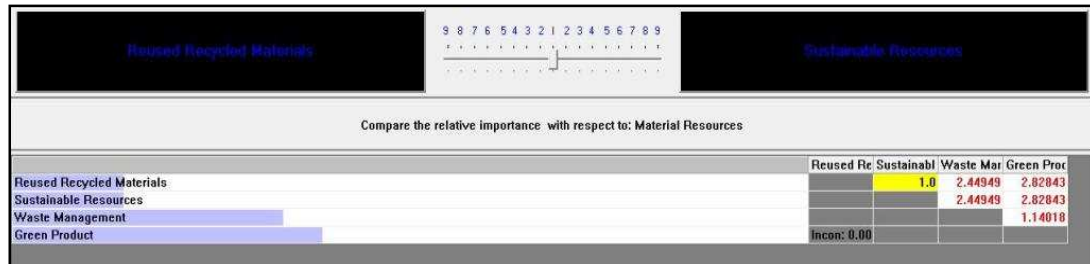 Reused Recycled Materials
9 8 7 6 5 4 3 2 1 2 3 4 5 6 7 8 9
Sustainable Resources
Compare the relative importance with respect to: Material Resources
Reused Re Sustainabl Waste Mar Green Proc
Reused Recycled Materials 1.0 2.44949 2.82843
Sustainable Resources 2.44949 2.82843
Waste Management 1.14018
Green Product Incon: 0.00